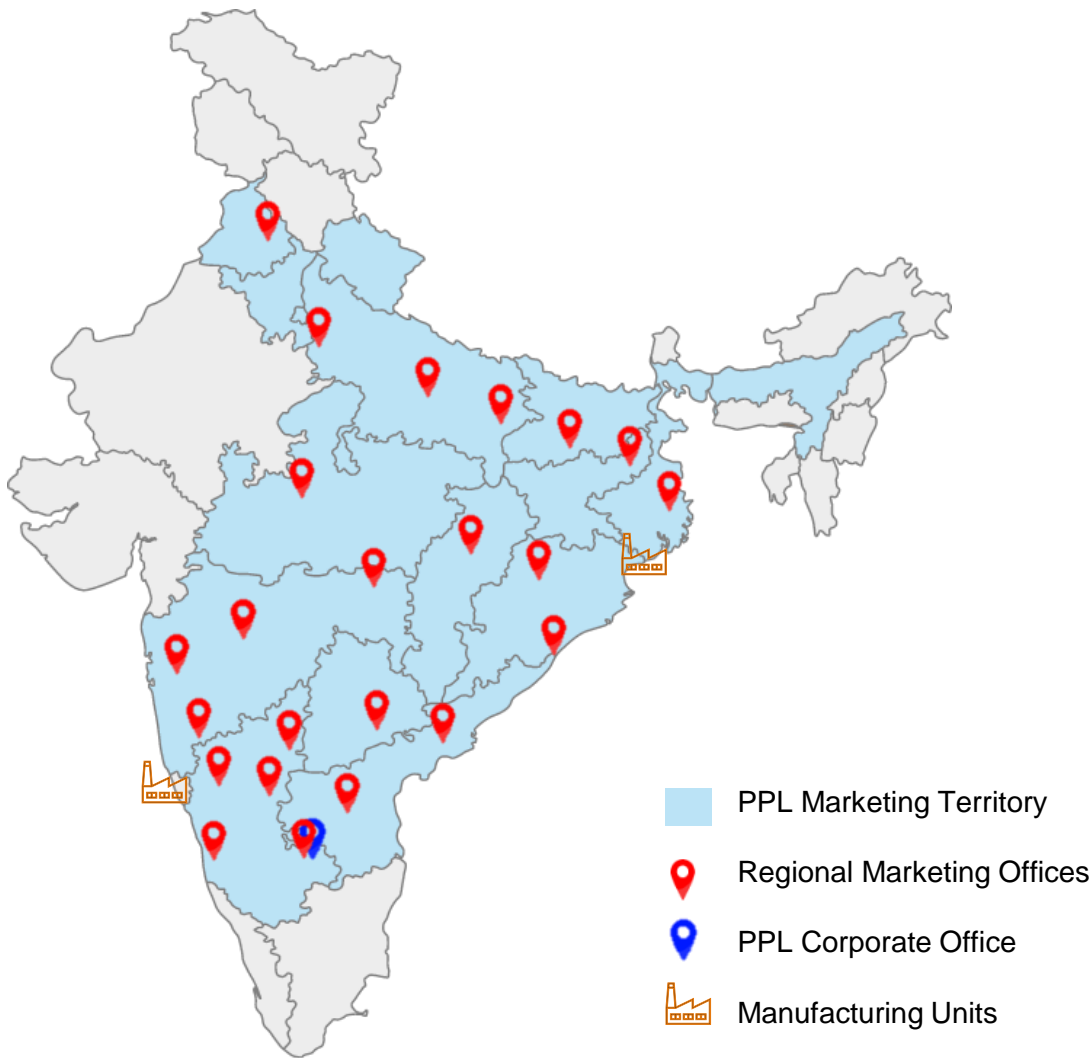 PPL Marketing Territory
Regional Marketing Offices
PPL Corporate Office
Manufacturing Units